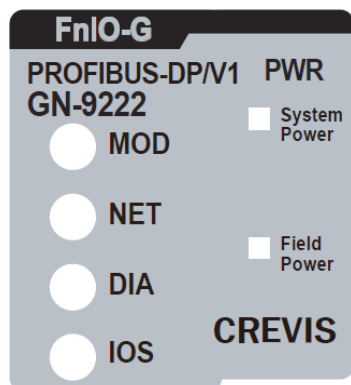 FnIO-G
PROFIBUS-DP/V1
GN-9222
MOD
NET
DIA
IOS
PWR
System
Power
Field
Power
CREVIS